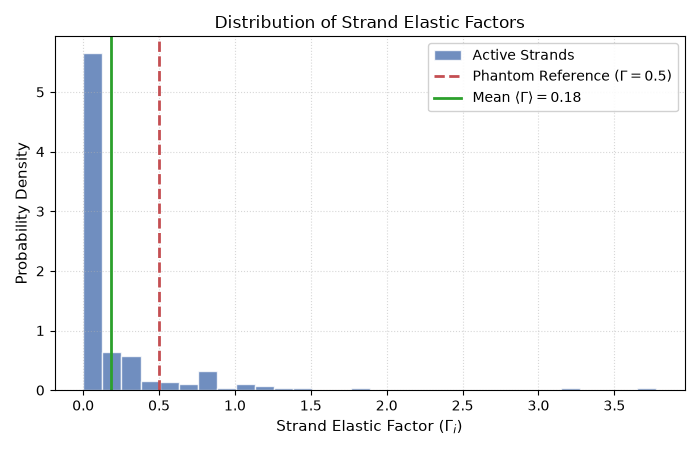 Distribution of Strand Elastic Factors
Active Strands
Phantom Reference (Γ = 0.5)
Mean ⟨Γ⟩ = 0.18
Probability Density
5
4
3
2
1
0
0.0 0.5 1.0 1.5 2.0 2.5 3.0 3.5
Strand Elastic Factor (Γᵢ)